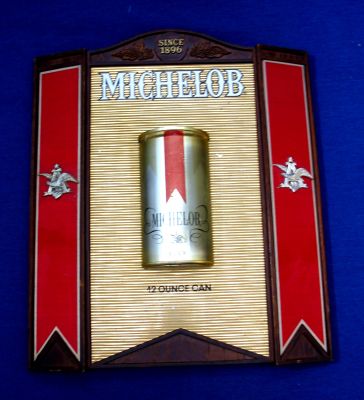 SINCE
1896
MICHELOB
MICHELOB
12 OUNCE CAN